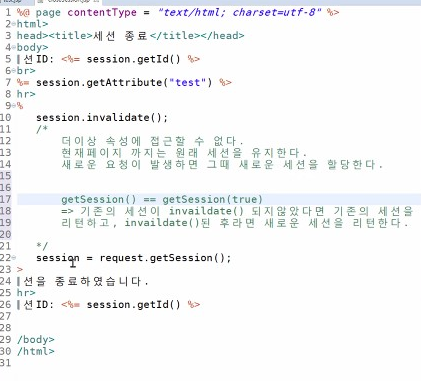 1 %@ page contentType = "text/html; charset=utf-8" %>
2 html>
3 head><title>세션 종료</title></head>
4 body>
5 션ID: <%= session.getId() %>
6 br>
7 %= session.getAttribute("test") %>
8 hr>
9 %
10 session.invalidate();
11 /*
12 더이상 속성에 접근할 수 없다.
13 현재페이지 까지는 원래 세션을 유지한다.
14 새로운 요청이 발생하면 그때 새로운 세션을 할당한다.
15
16
17 getSession() == getSession(true)
18 => 기존의 세션이 invaildate() 되지않았다면 기존의 세션을
19 리턴하고, invaildate()된 후라면 새로운 세션을 리턴한다.
20
21 */
22 session = request.getSession();
23 >
24 션을 종료하였습니다.
25 hr>
26 션ID: <%= session.getId() %>
27
28
29 /body>
30 /html>
31